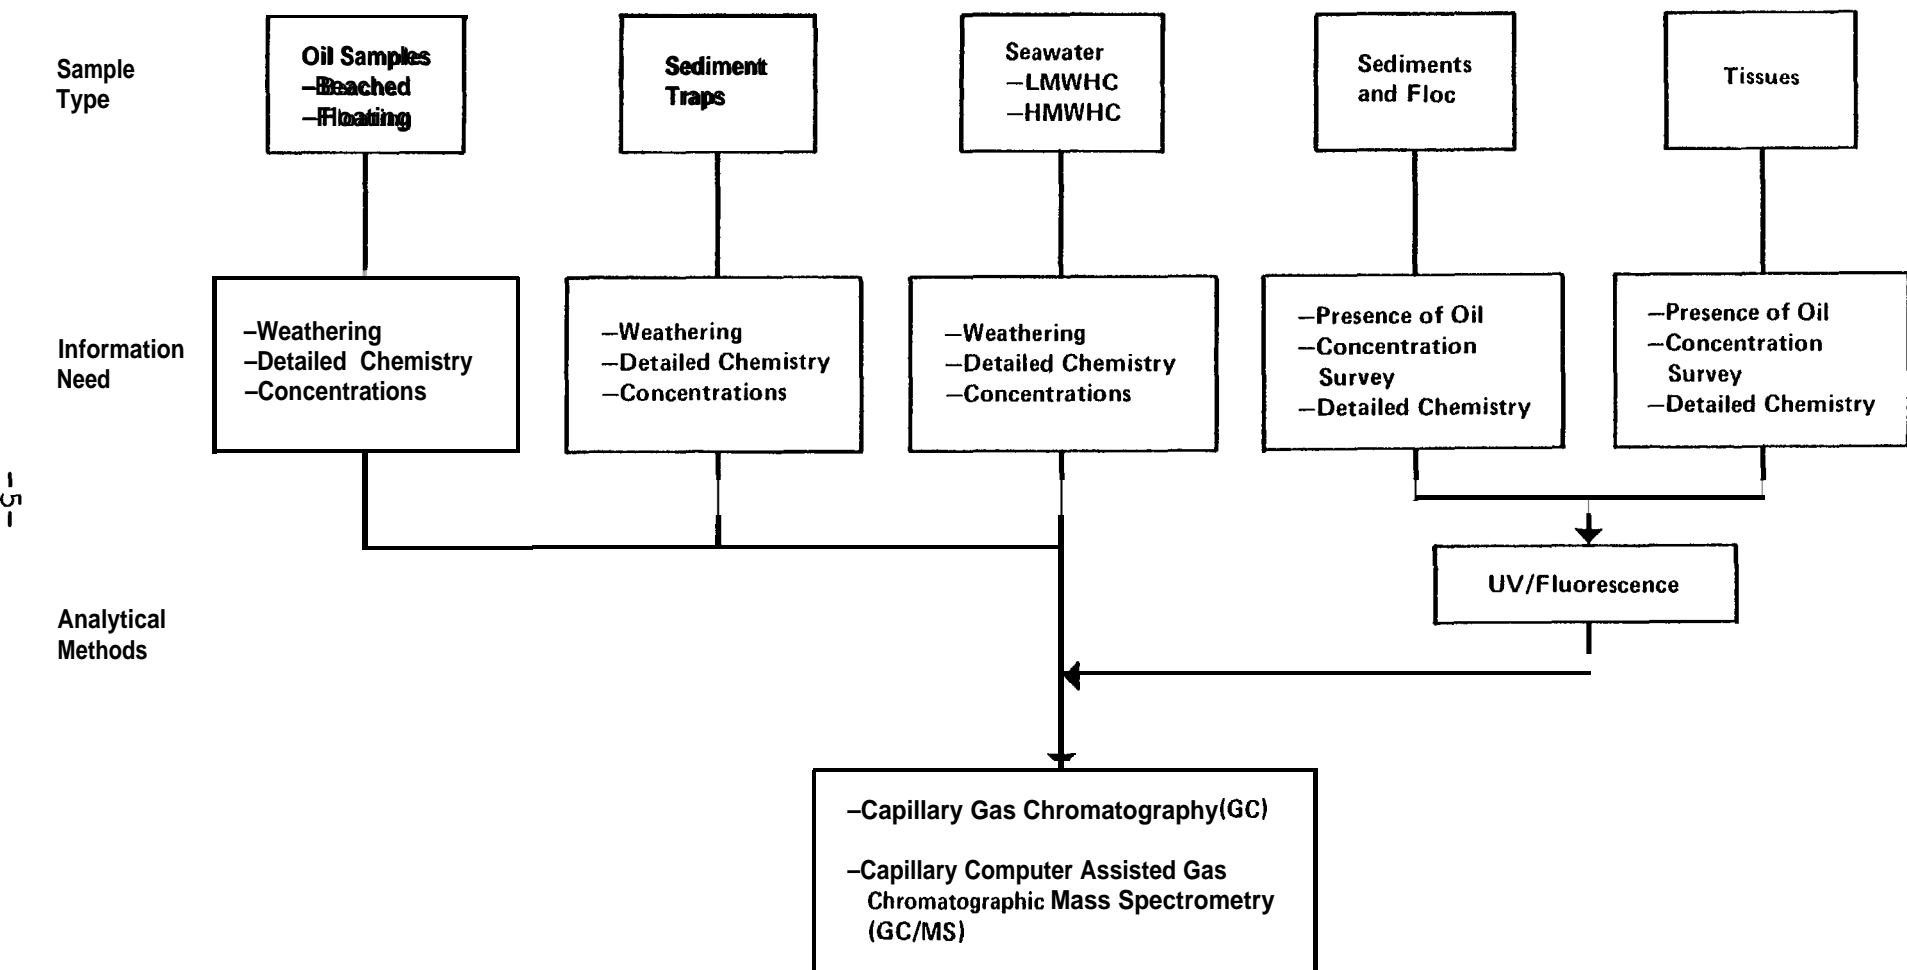 Sample
Type
Oil Samples
–Beached
–Floating
Sediment
Traps
Seawater
–LMWHC
–HMWHC
Sediments
and Floc
Tissues
Information
Need
–Weathering
–Detailed Chemistry
–Concentrations
–Weathering
–Detailed Chemistry
–Concentrations
–Weathering
–Detailed Chemistry
–Concentrations
–Presence of Oil
–Concentration
Survey
–Detailed Chemistry
–Presence of Oil
–Concentration
Survey
–Detailed Chemistry
-5-
Analytical
Methods
UV/Fluorescence
–Capillary Gas Chromatography(GC)
–Capillary Computer Assisted Gas
Chromatographic Mass Spectrometry
(GC/MS)